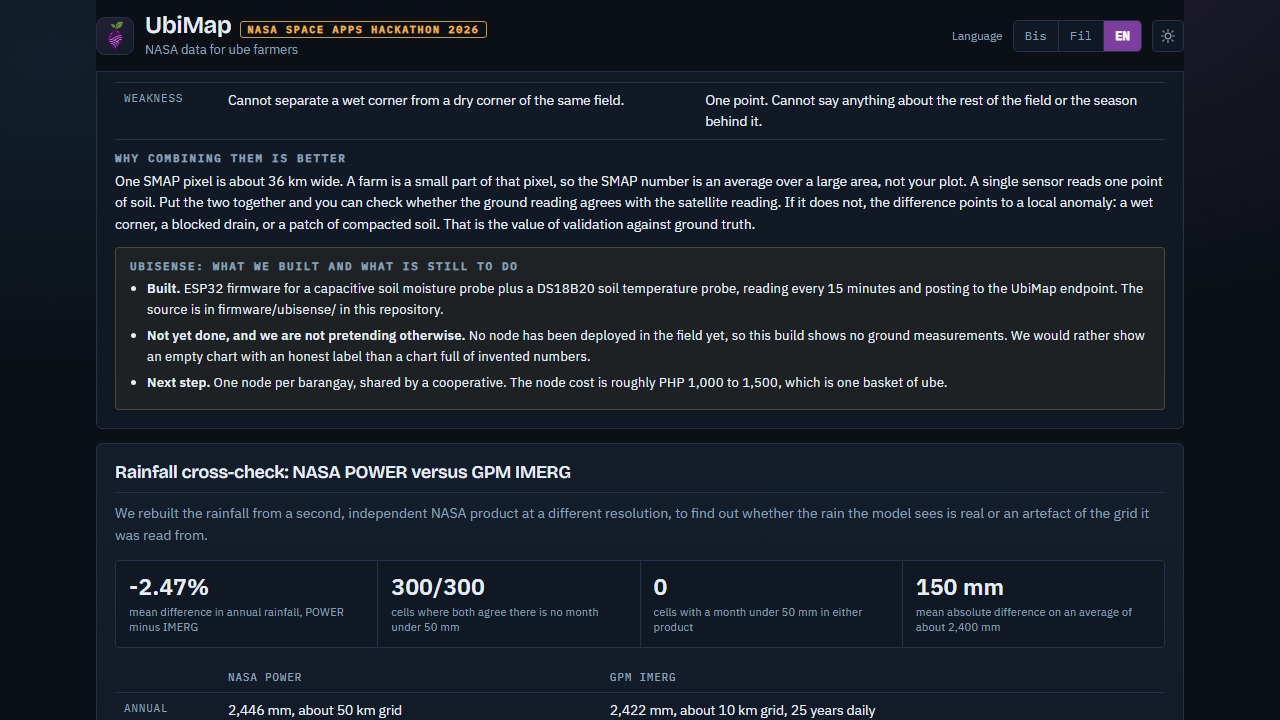 UbiMap NASA SPACE APPS HACKATHON 2026
NASA data for ube farmers
Language Bis Fil EN
WEAKNESS Cannot separate a wet corner from a dry corner of the same field. One point. Cannot say anything about the rest of the field or the season
behind it.
WHY COMBINING THEM IS BETTER
One SMAP pixel is about 36 km wide. A farm is a small part of that pixel, so the SMAP number is an average over a large area, not your plot. A single sensor reads one point
of soil. Put the two together and you can check whether the ground reading agrees with the satellite reading. If it does not, the difference points to a local anomaly: a wet
corner, a blocked drain, or a patch of compacted soil. That is the value of validation against ground truth.
UBISENSE: WHAT WE BUILT AND WHAT IS STILL TO DO
• Built. ESP32 firmware for a capacitive soil moisture probe plus a DS18B20 soil temperature probe, reading every 15 minutes and posting to the UbiMap endpoint. The
source is in firmware/ubisense/ in this repository.
• Not yet done, and we are not pretending otherwise. No node has been deployed in the field yet, so this build shows no ground measurements. We would rather show
an empty chart with an honest label than a chart full of invented numbers.
• Next step. One node per barangay, shared by a cooperative. The node cost is roughly PHP 1,000 to 1,500, which is one basket of ube.
Rainfall cross-check: NASA POWER versus GPM IMERG
We rebuilt the rainfall from a second, independent NASA product at a different resolution, to find out whether the rain the model sees is real or an artefact of the grid it
was read from.
-2.47%
mean difference in annual rainfall, POWER
minus IMERG
300/300
cells where both agree there is no month
under 50 mm
0
cells with a month under 50 mm in either
product
150 mm
mean absolute difference on an average of
about 2,400 mm
NASA POWER GPM IMERG
ANNUAL 2,446 mm, about 50 km grid 2,422 mm, about 10 km grid, 25 years daily